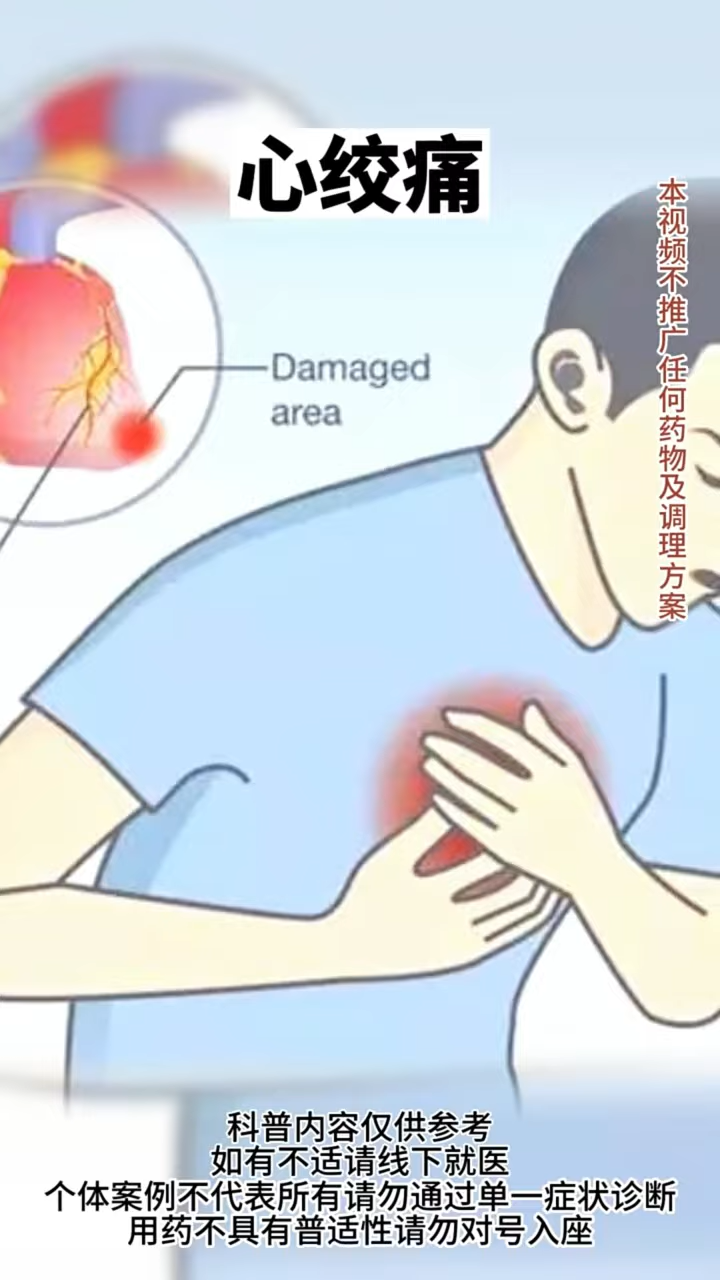 心绞痛
本视频不推广任何药物及调理方案
Damaged
area
科普内容仅供参考
如有不适请线下就医
个体案例不代表所有请勿通过单一症状诊断
用药不具有普适性请勿对号入座